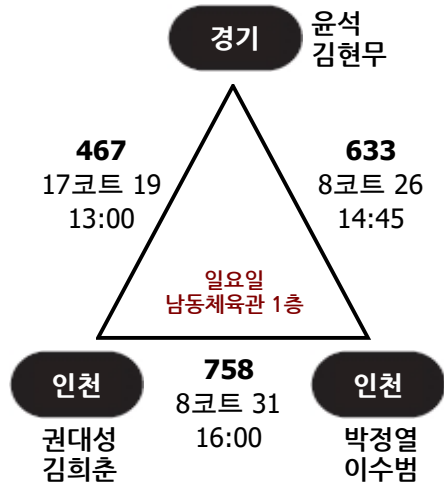 경기
윤석
김현무
467
17코트 19
13:00
633
8코트 26
14:45
일요일
남동체육관 1층
인천
권대성
김희춘
758
8코트 31
16:00
인천
박정열
이수범